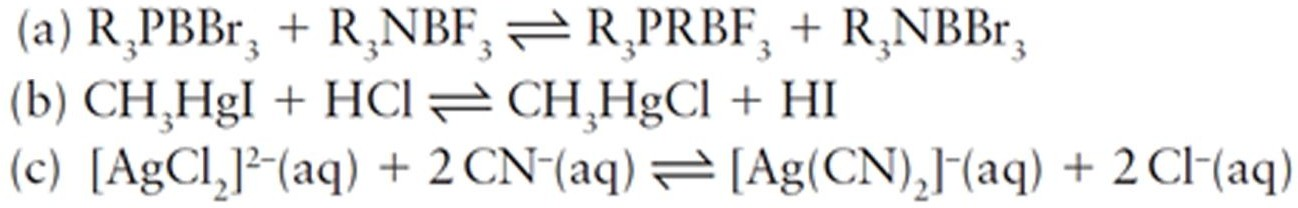 (a) R₃PBBr₃ + R₃NBF₃ ⇌ R₃PRBF₃ + R₃NBBr₃
(b) CH₃HgI + HCl ⇌ CH₃HgCl + HI
(c) [AgCl₂]²⁻(aq) + 2 CN⁻(aq) ⇌ [Ag(CN)₂]⁻(aq) + 2 Cl⁻(aq)